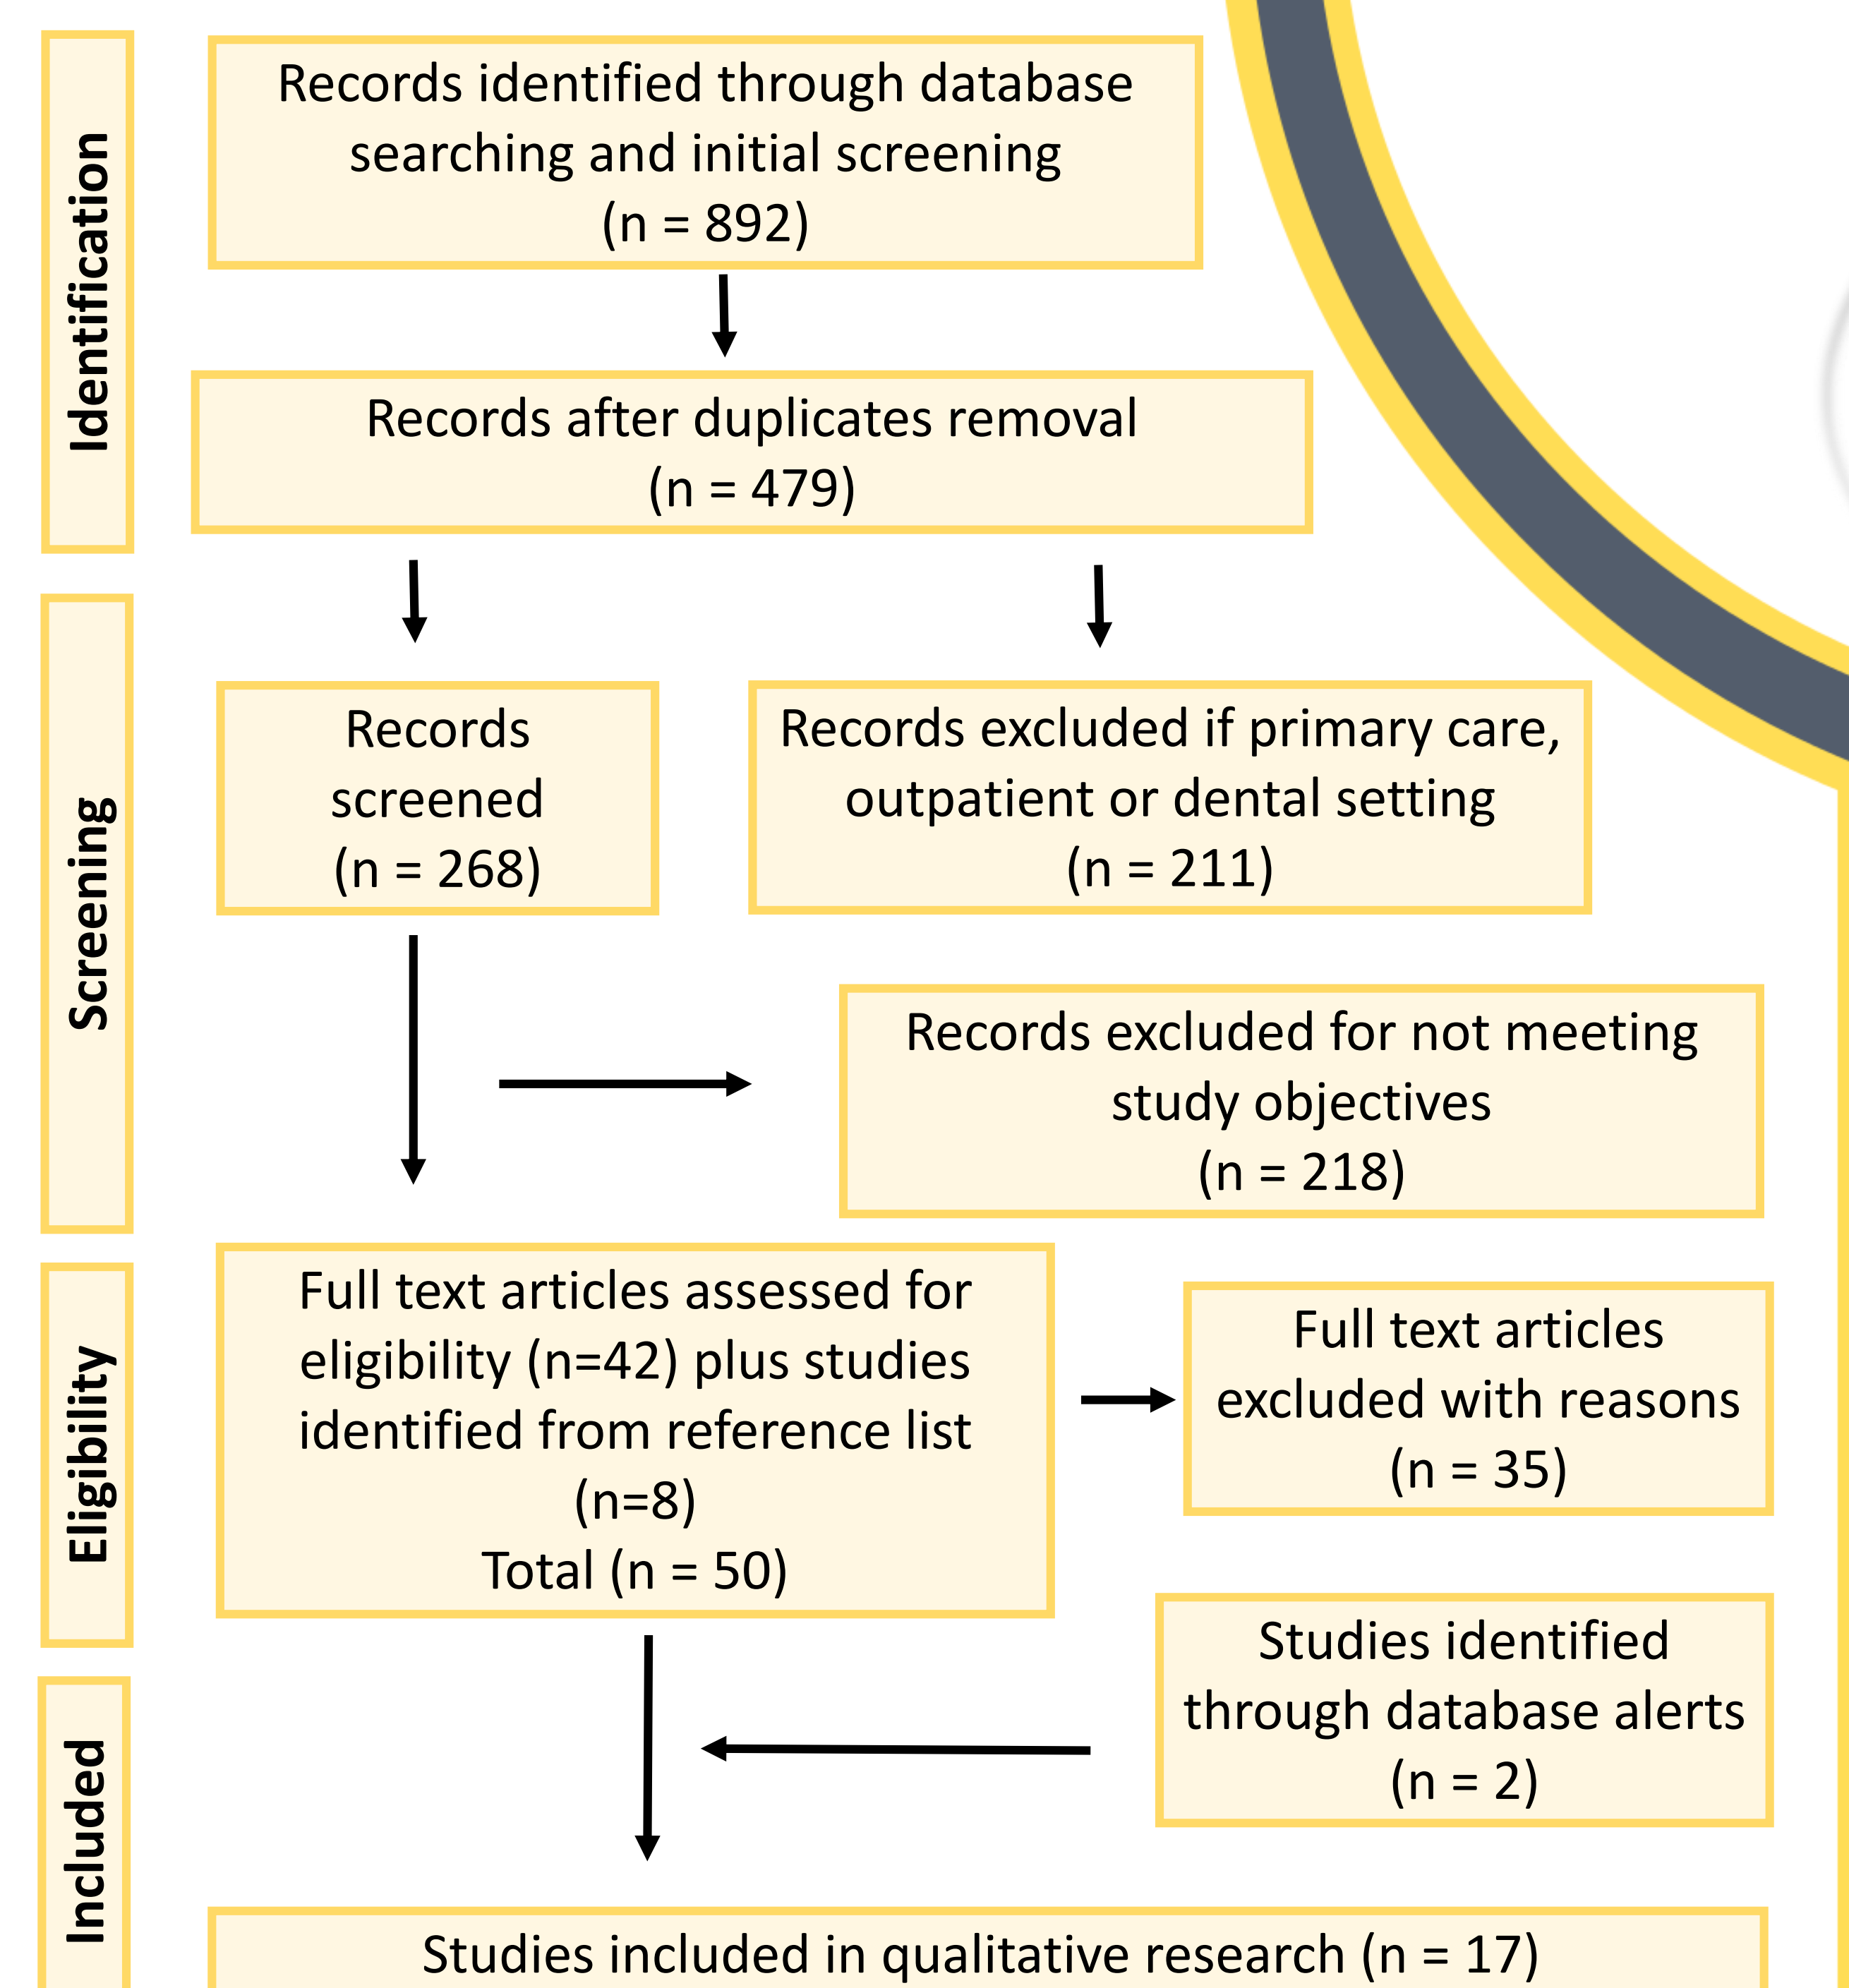 Identification
Records identified through database
searching and initial screening
(n = 892)
Records after duplicates removal
(n = 479)
Screening
Records
screened
(n = 268)
Records excluded if primary care,
outpatient or dental setting
(n = 211)
Records excluded for not meeting
study objectives
(n = 218)
Eligibility
Full text articles assessed for
eligibility (n=42) plus studies
identified from reference list
(n=8)
Total (n = 50)
Full text articles
excluded with reasons
(n = 35)
Studies identified
through database alerts
(n = 2)
Included
Studies included in qualitative research (n = 17)